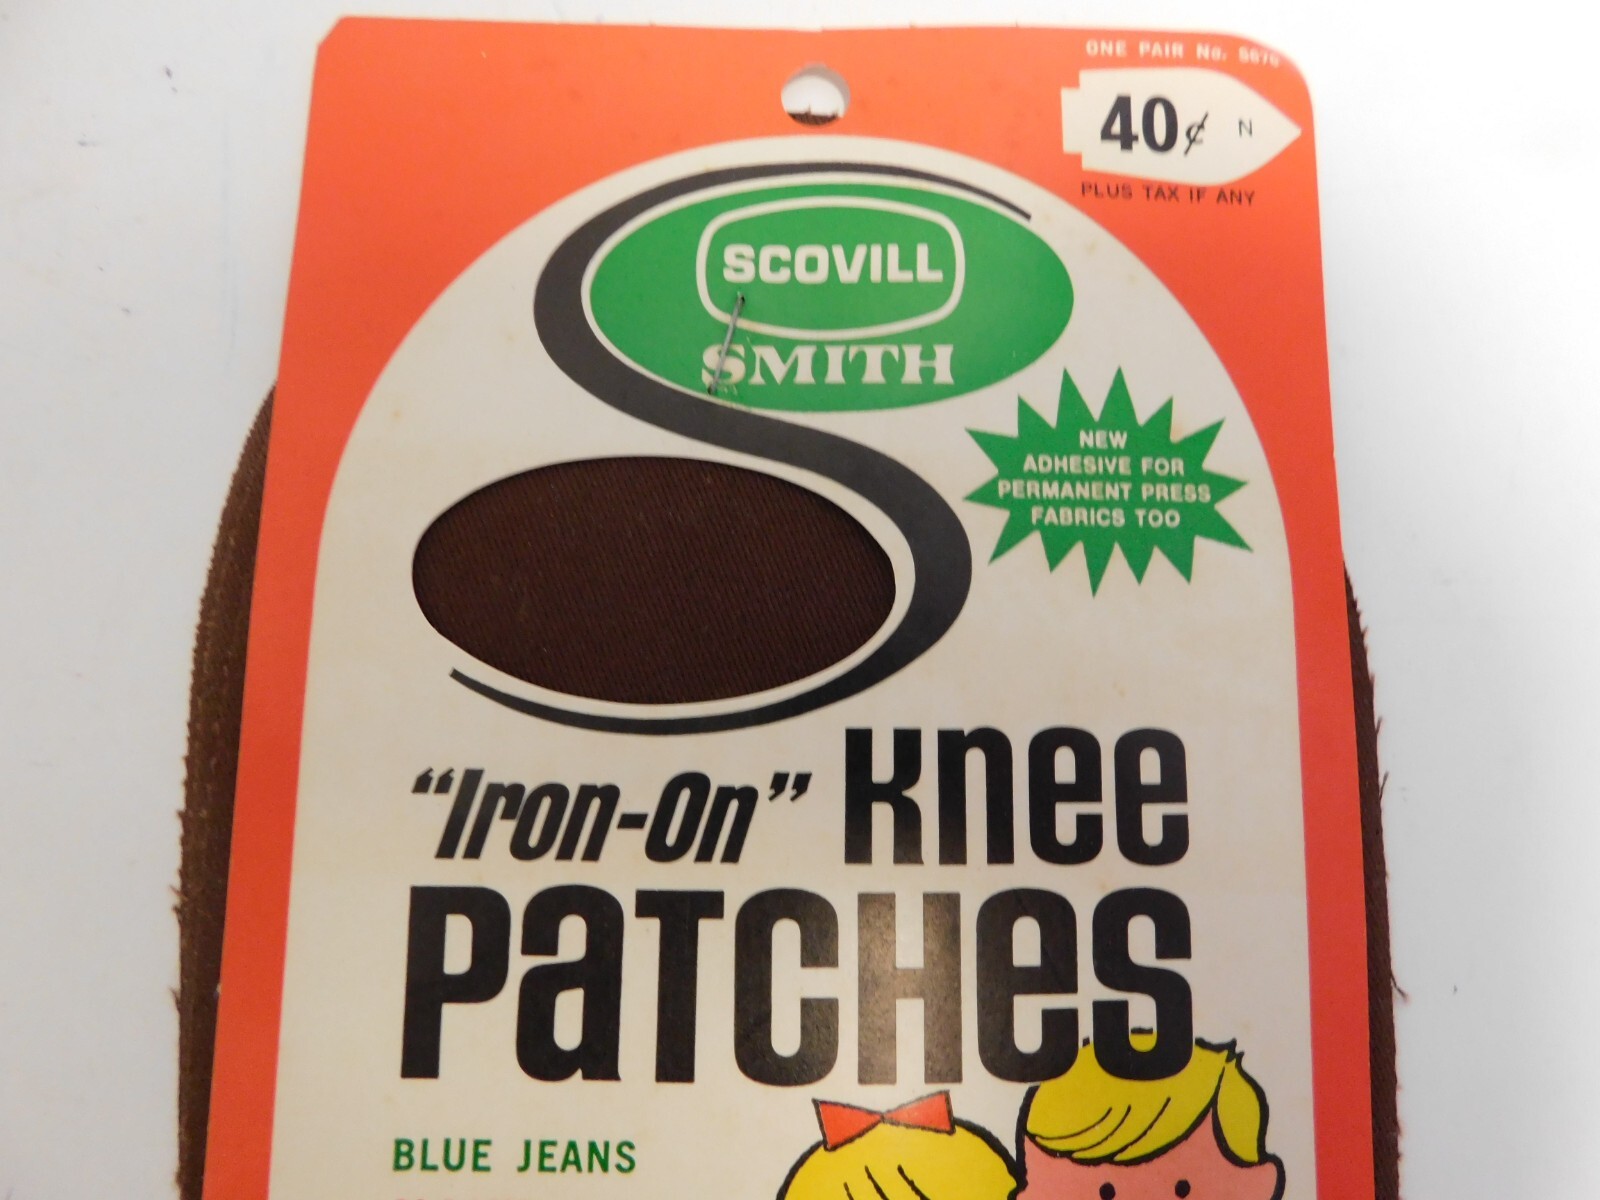 ONE PAIR No.
40¢ N
PLUS TAX IF ANY
SCOVILL
SMITH
NEW
ADHESIVE FOR
PERMANENT PRESS
FABRICS TOO
"Iron-On" Knee
PaTCHes
BLUE JEANS